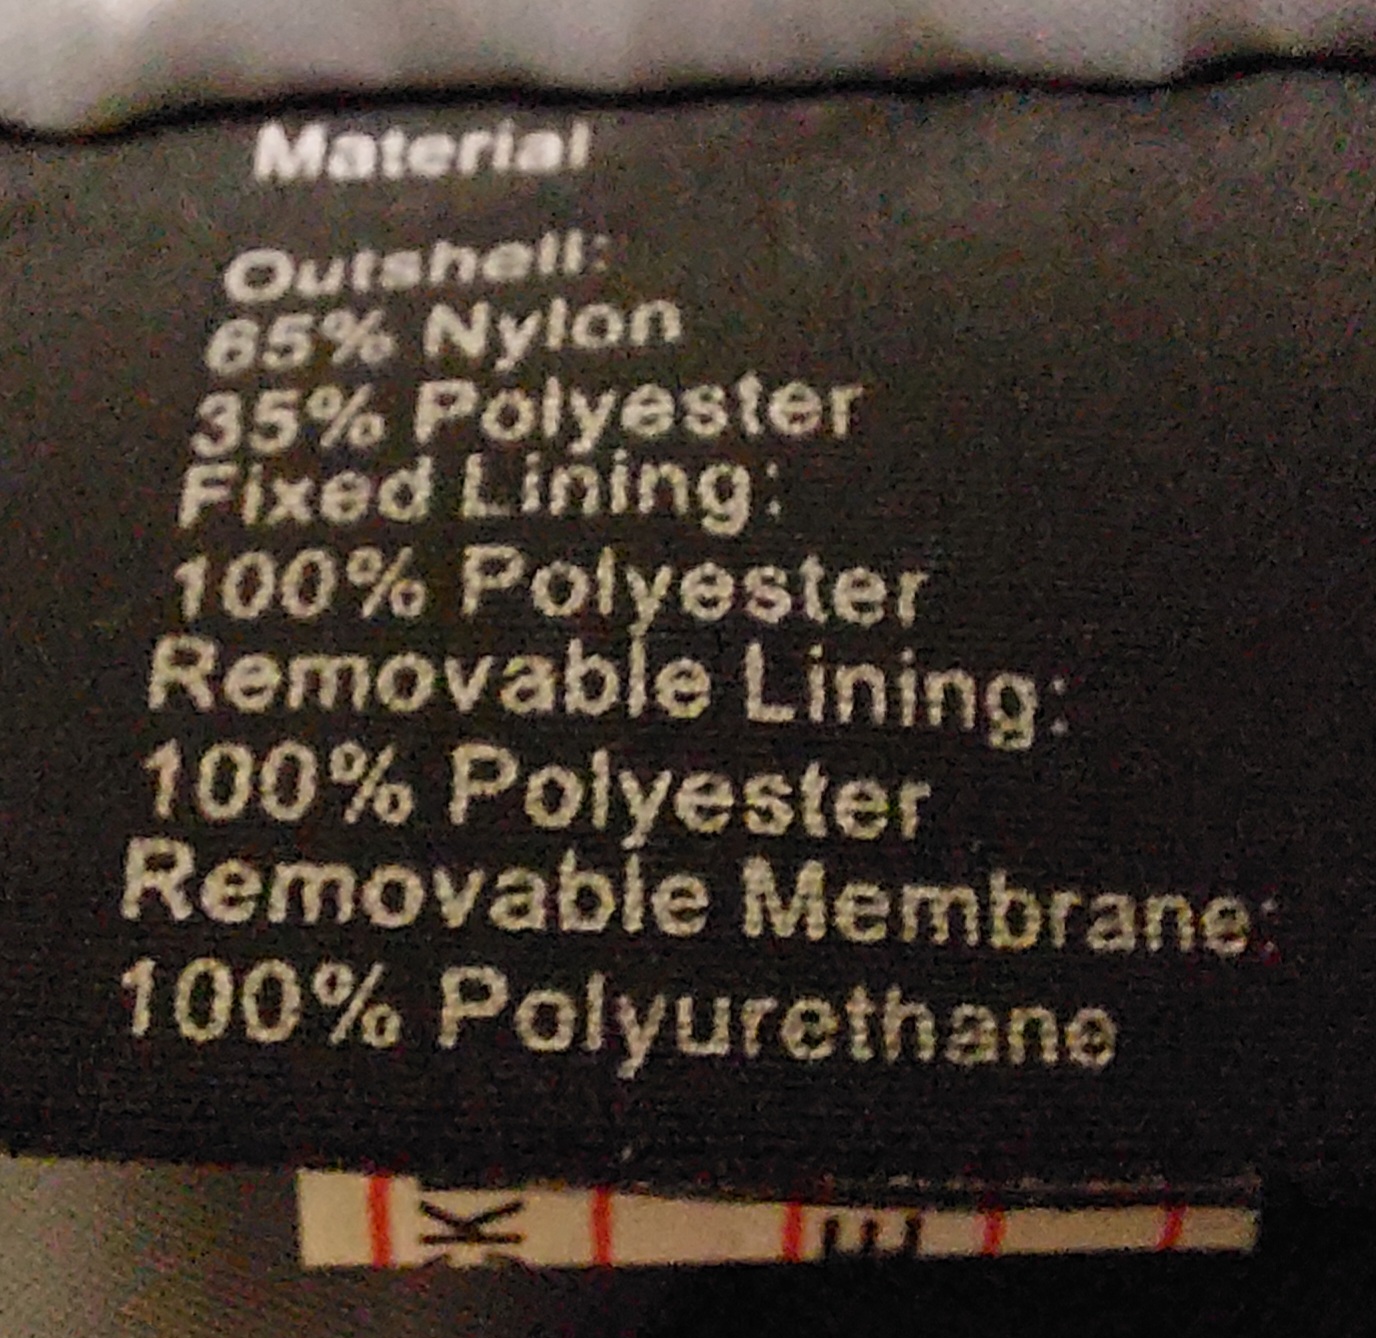 Material
Outshell:
65% Nylon
35% Polyester
Fixed Lining:
100% Polyester
Removable Lining:
100% Polyester
Removable Membrane:
100% Polyurethane